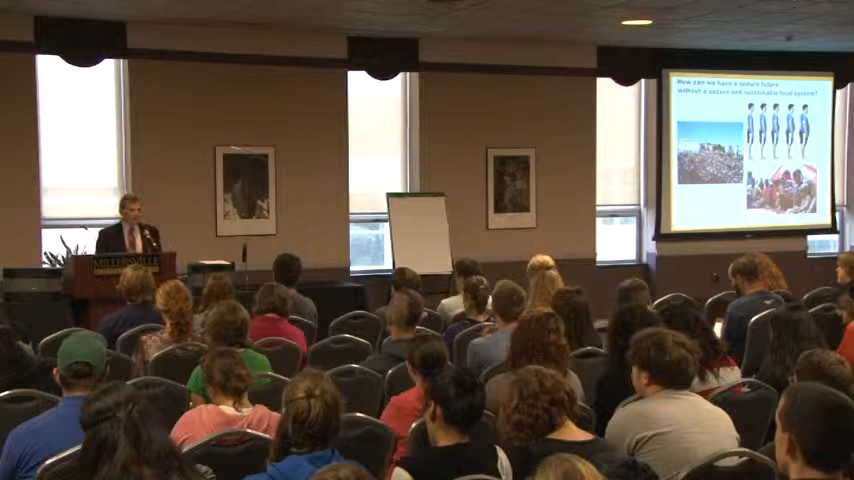 MILLERSVILLE
How can we have a secure future
without a secure and sustainable food system?